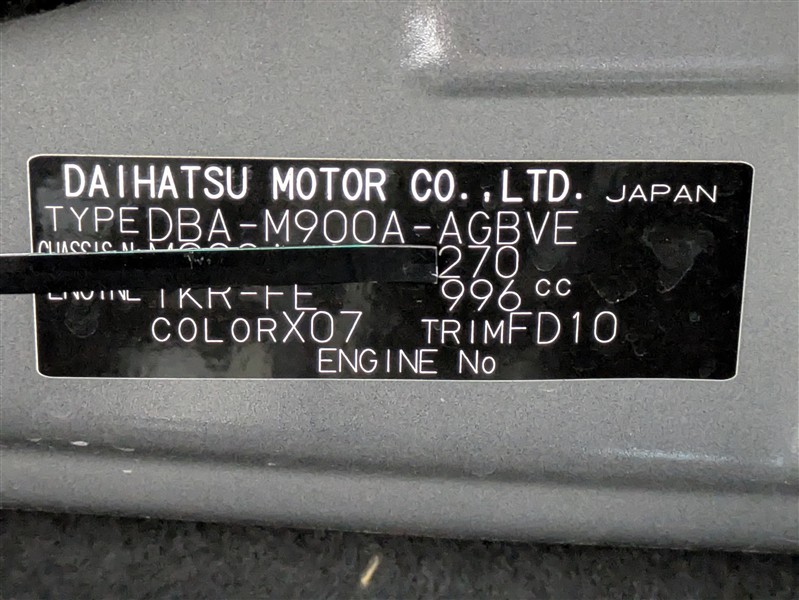 DAIHATSU MOTOR CO.,LTD. JAPAN
TYPE DBA-M900A-AGBVE
270
ENGINE 1KR-FE 996 cc
COLOR X07 TRIM FD10
ENGINE No